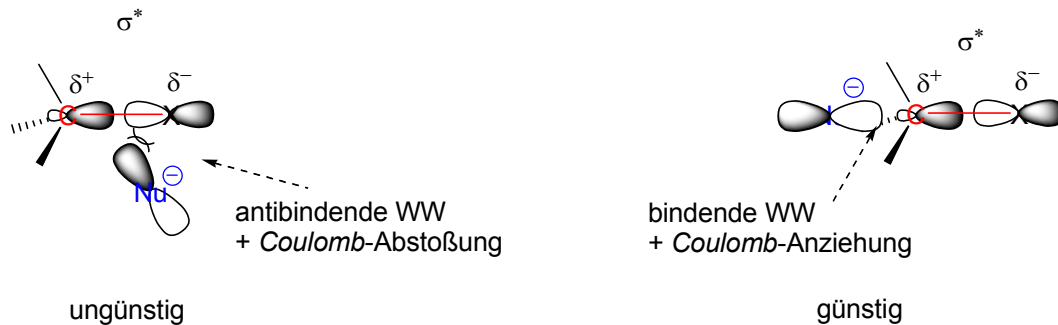 σ*
δ+ δ−
C X
Nu ⊖
antibindende WW
+ Coulomb-Abstoßung
ungünstig
σ*
⊖ δ+ δ−
I C X
bindende WW
+ Coulomb-Anziehung
günstig